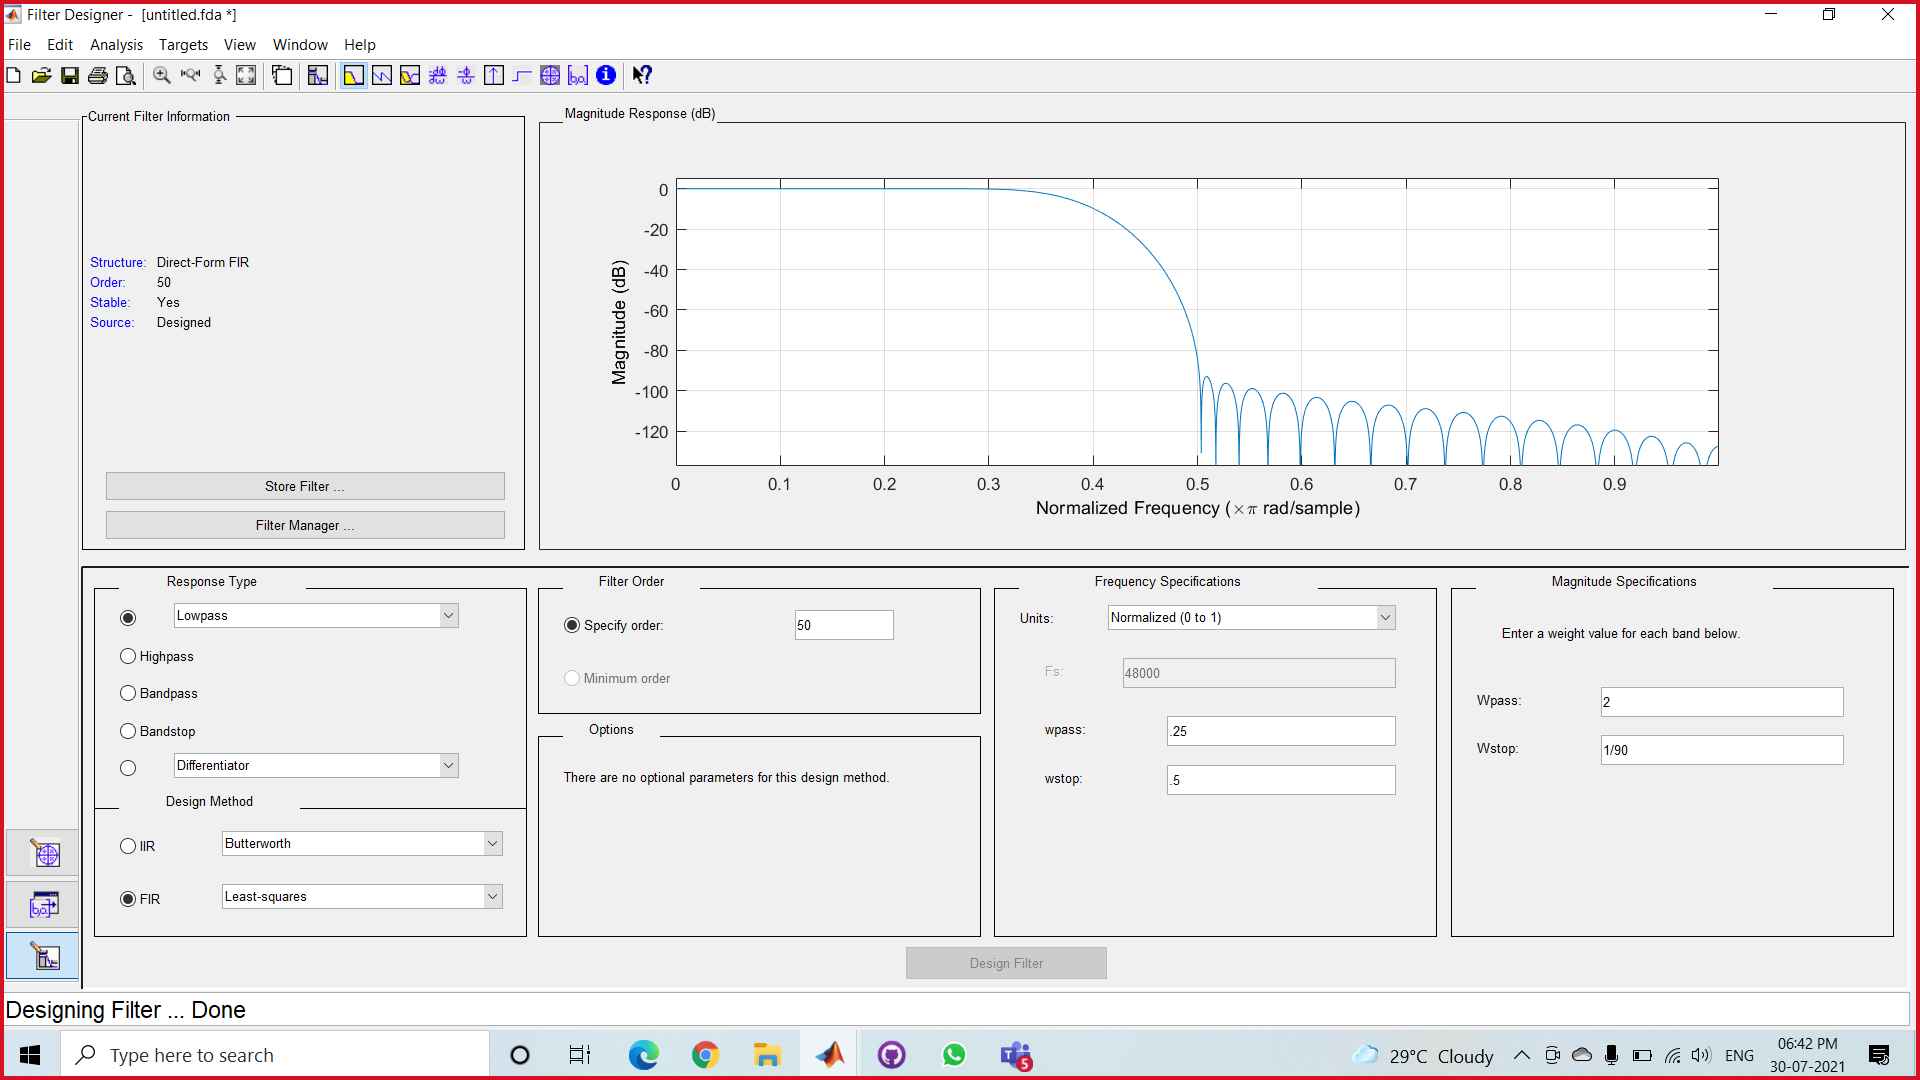 Filter Designer - [untitled.fda *]
File Edit Analysis Targets View Window Help
Current Filter Information
Structure: Direct-Form FIR
Order: 50
Stable: Yes
Source: Designed
Store Filter ...
Filter Manager ...
Magnitude Response (dB)
Magnitude (dB)
0
-20
-40
-60
-80
-100
-120
0 0.1 0.2 0.3 0.4 0.5 0.6 0.7 0.8 0.9
Normalized Frequency (×π rad/sample)
Response Type
Lowpass
Highpass
Bandpass
Bandstop
Differentiator
Design Method
IIR Butterworth
FIR Least-squares
Filter Order
Specify order: 50
Minimum order
Options
There are no optional parameters for this design method.
Frequency Specifications
Units: Normalized (0 to 1)
Fs: 48000
wpass: .25
wstop: .5
Magnitude Specifications
Enter a weight value for each band below.
Wpass: 2
Wstop: 1/90
Design Filter
Designing Filter ... Done
Type here to search
5
29°C Cloudy
ENG
06:42 PM
30-07-2021